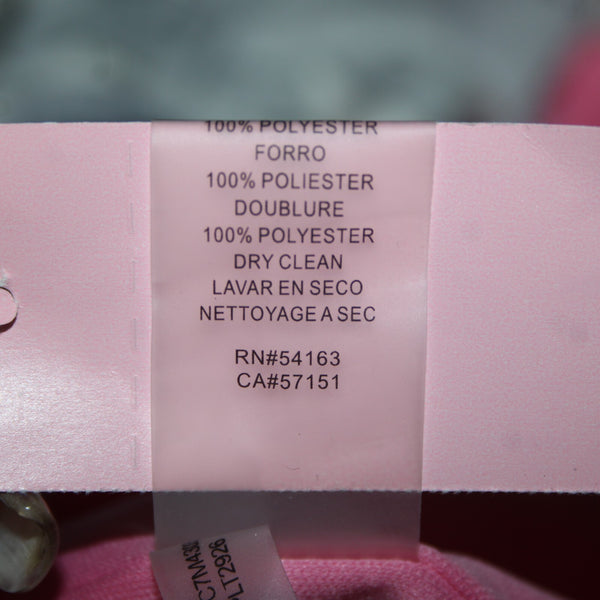 100% POLYESTER
FORRO
100% POLIESTER
DOUBLURE
100% POLYESTER
DRY CLEAN
LAVAR EN SECO
NETTOYAGE A SEC
RN#54163
CA#57151
PLT2926